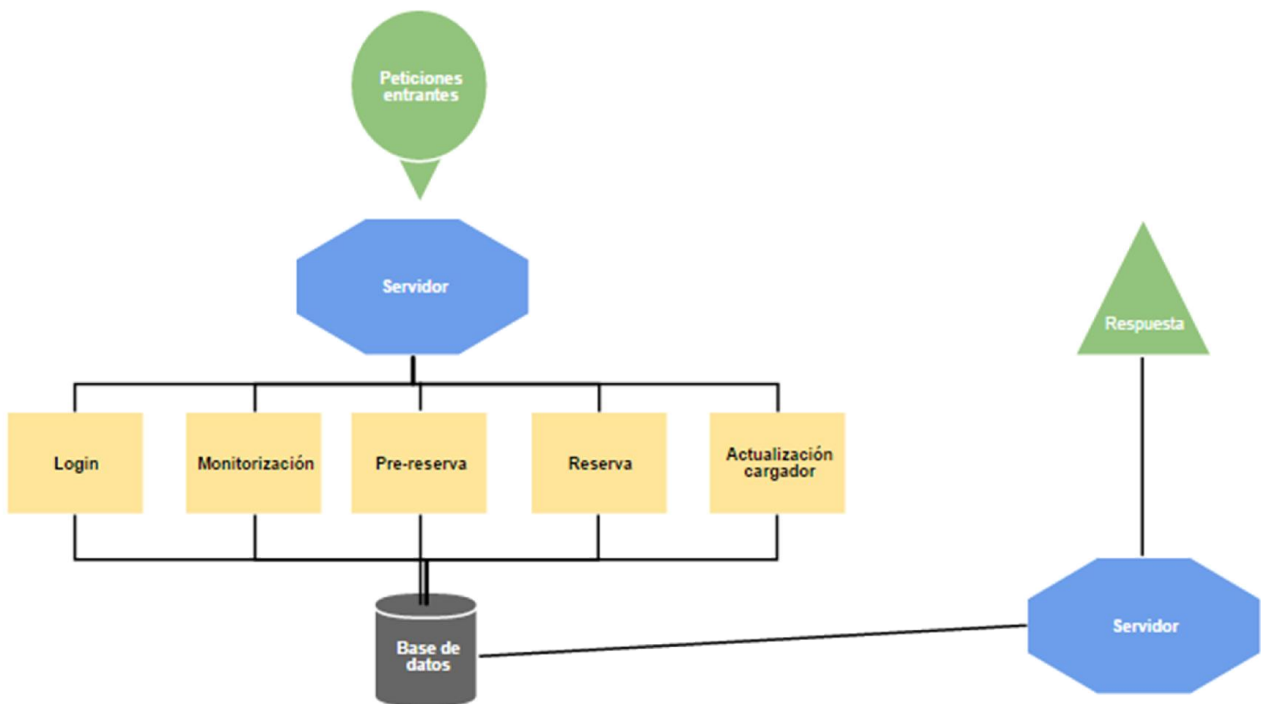 Peticiones
entrantes
Servidor
Respuesta
Login
Monitorización
Pre-reserva
Reserva
Actualización
cargador
Base de
datos
Servidor